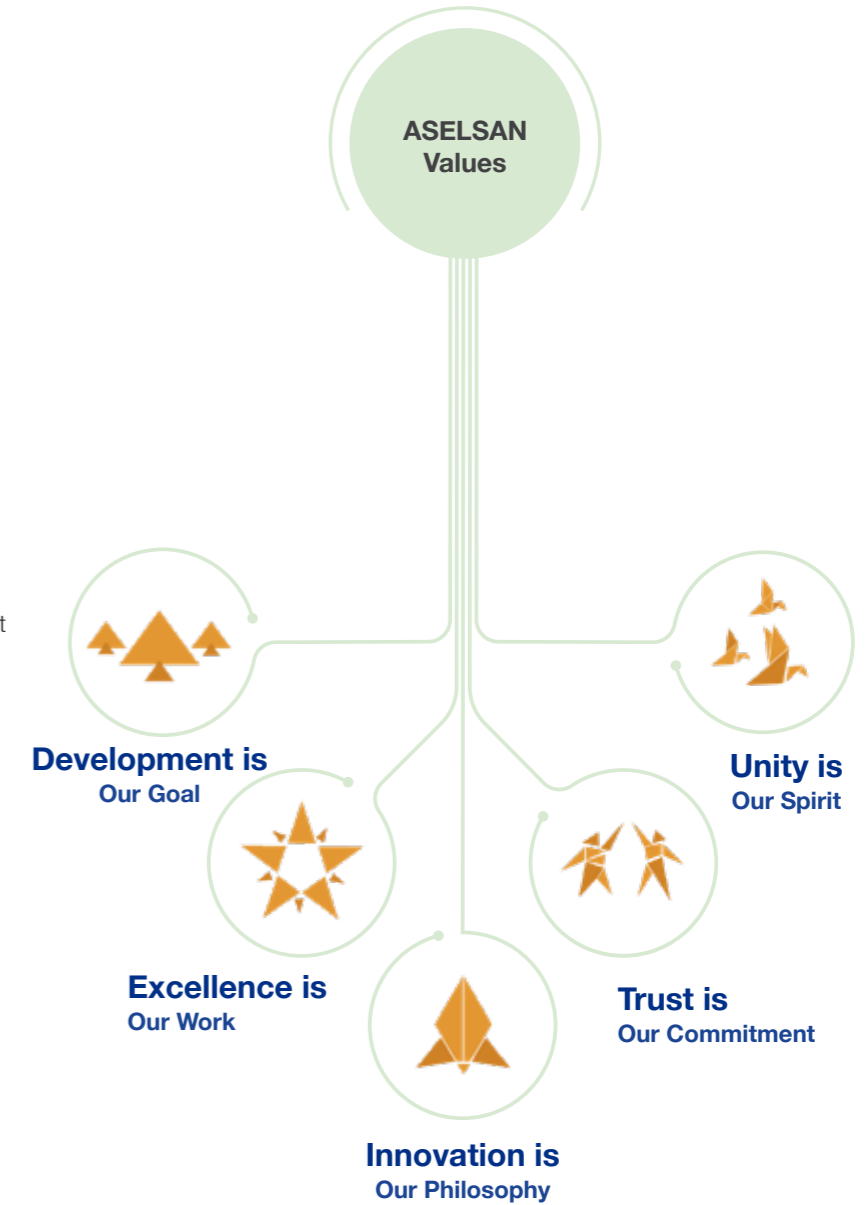 ASELSAN
Values
t
Development is
Our Goal
Unity is
Our Spirit
Excellence is
Our Work
Trust is
Our Commitment
Innovation is
Our Philosophy